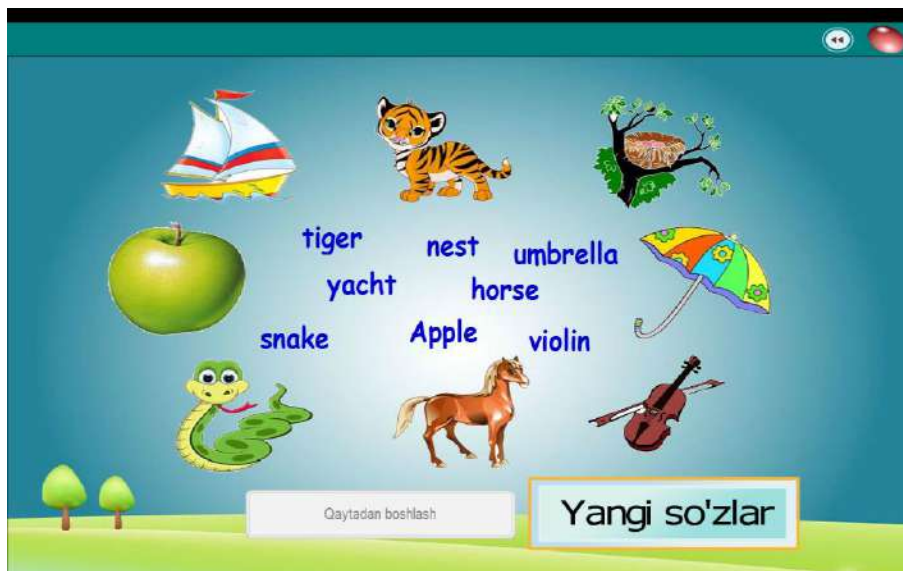 tiger
nest
umbrella
yacht
horse
snake
Apple
violin
Qaytadan boshlash
Yangi so'zlar